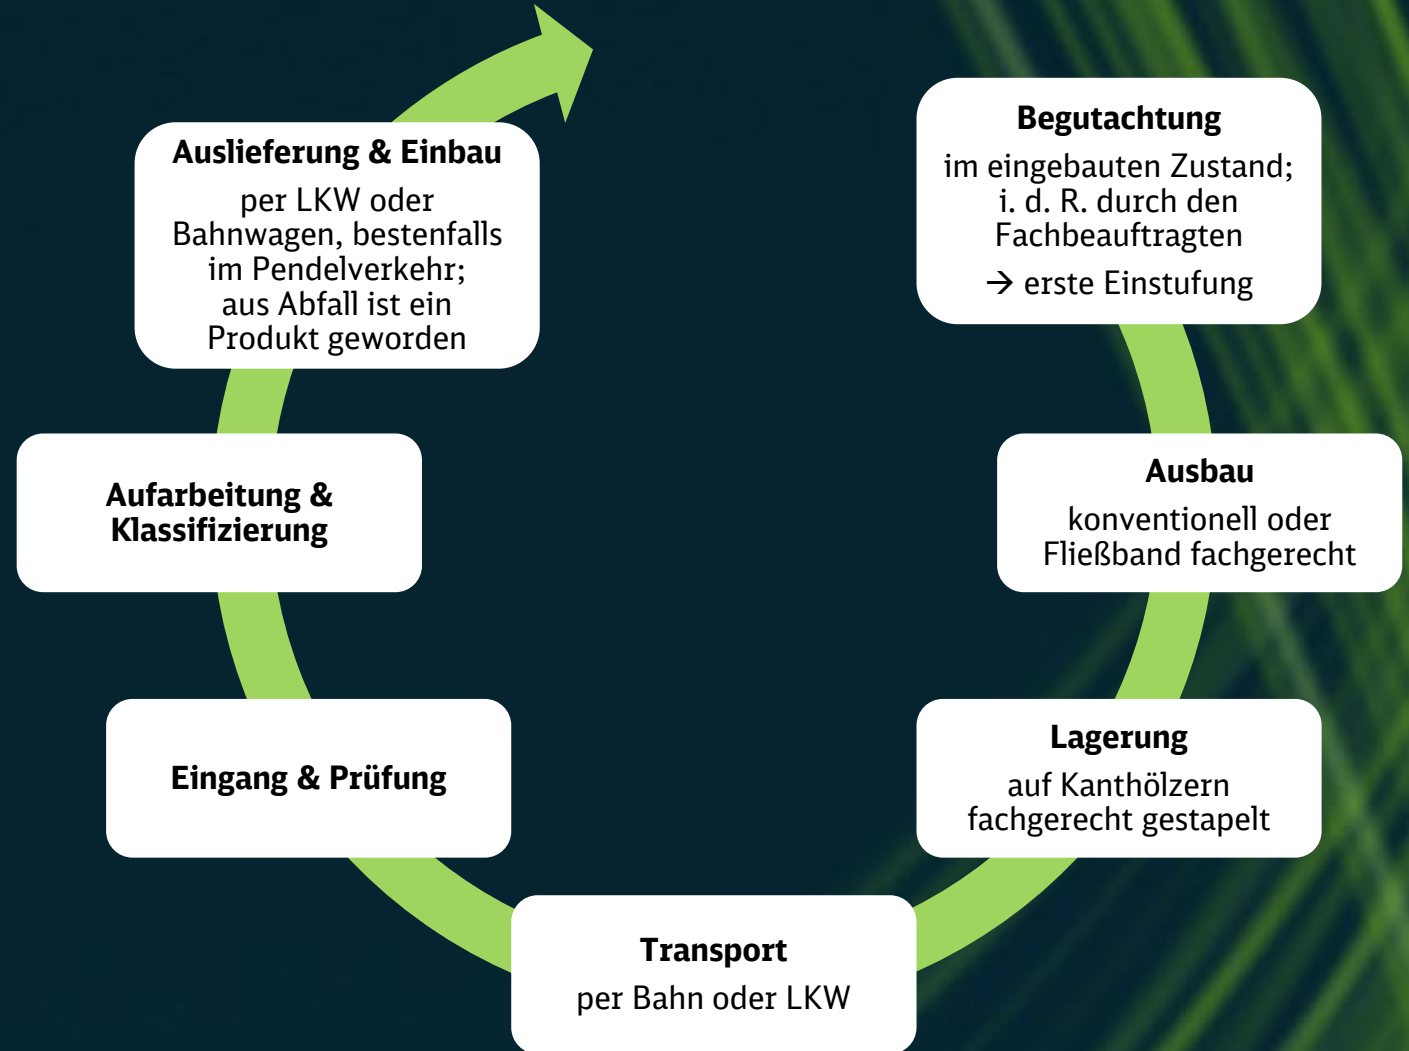 Begutachtung
im eingebauten Zustand;
i. d. R. durch den
Fachbeauftragten
→ erste Einstufung
Ausbau
konventionell oder
Fließband fachgerecht
Lagerung
auf Kanthölzern
fachgerecht gestapelt
Transport
per Bahn oder LKW
Eingang & Prüfung
Aufarbeitung &
Klassifizierung
Auslieferung & Einbau
per LKW oder
Bahnwagen, bestenfalls
im Pendelverkehr;
aus Abfall ist ein
Produkt geworden